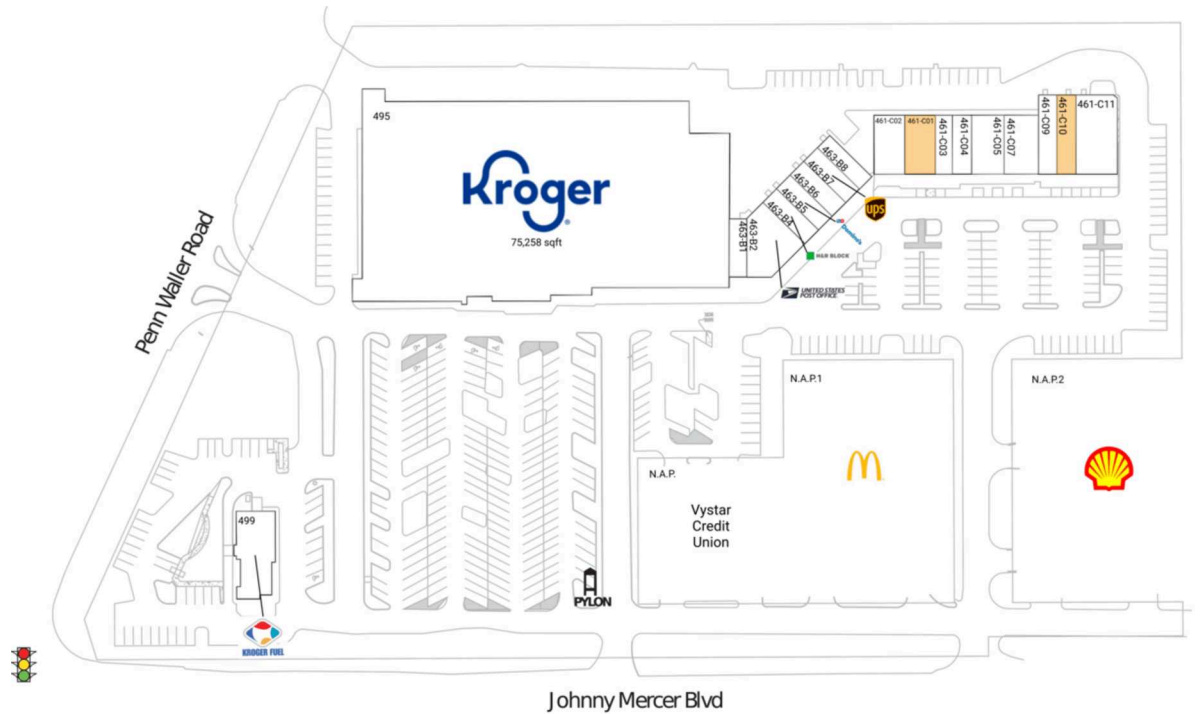 495
Kroger
75,258 sqft
Penn Waller Road
461-C02
461-C01
461-C03
461-C04
461-C05
461-C07
461-C09
461-C10
461-C11
463-B8
463-B7
463-B6
463-B5
463-B4
463-B2
463-B1
ups
Domino's
H&R BLOCK
UNITED STATES
POST OFFICE
N.A.P.1
N.A.P.2
N.A.P.
Vystar
Credit
Union
499
PYLON
KROGER FUEL
Johnny Mercer Blvd